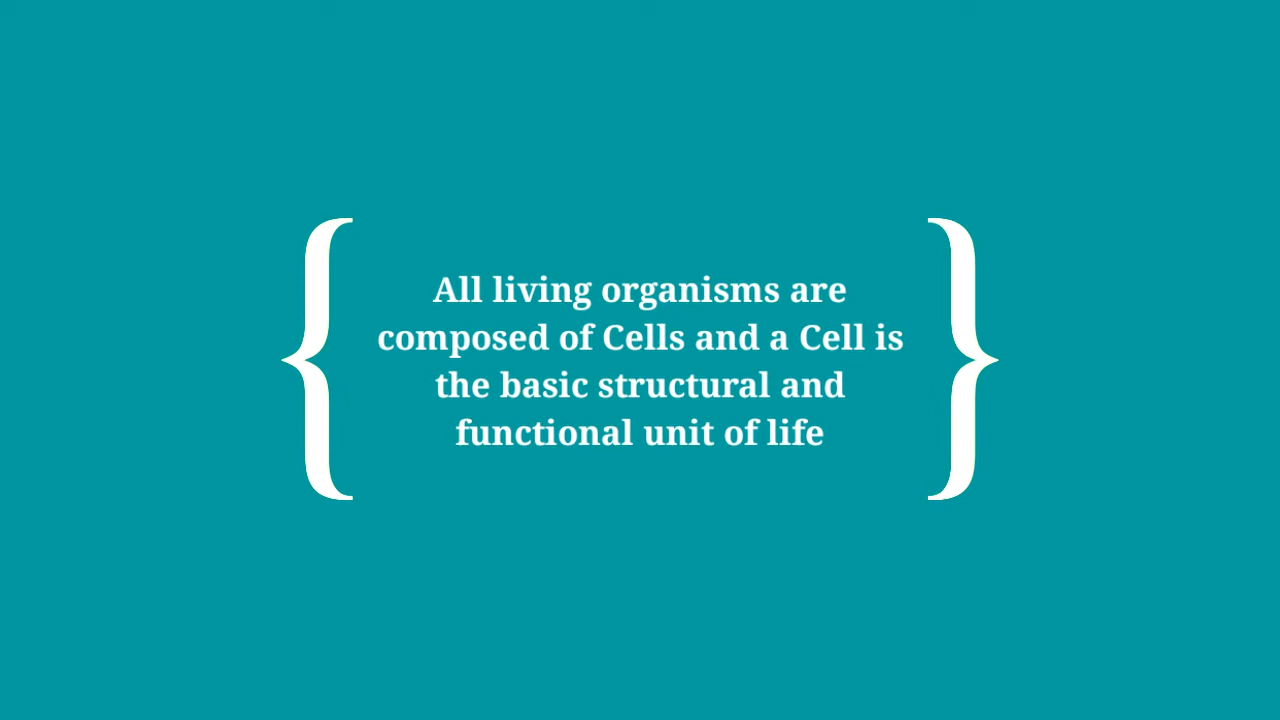 All living organisms are
composed of Cells and a Cell is
the basic structural and
functional unit of life